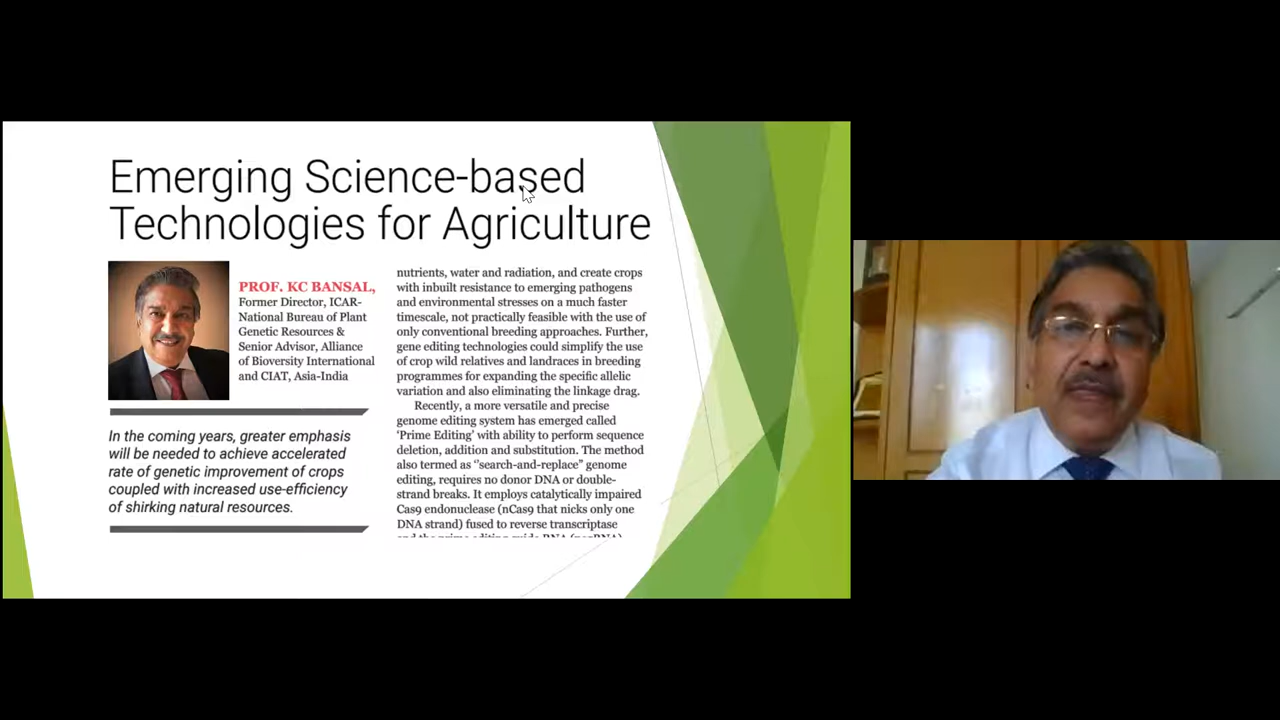 Emerging Science-based
Technologies for Agriculture
PROF. KC BANSAL,
Former Director, ICAR-
National Bureau of Plant
Genetic Resources &
Senior Advisor, Alliance
of Bioversity International
and CIAT, Asia-India
In the coming years, greater emphasis
will be needed to achieve accelerated
rate of genetic improvement of crops
coupled with increased use-efficiency
of shirking natural resources.
nutrients, water and radiation, and create crops
with inbuilt resistance to emerging pathogens
and environmental stresses on a much faster
timescale, not practically feasible with the use of
only conventional breeding approaches. Further,
gene editing technologies could simplify the use
of crop wild relatives and landraces in breeding
programmes for expanding the specific allelic
variation and also eliminating the linkage drag.
Recently, a more versatile and precise
genome editing system has emerged called
‘Prime Editing’ with ability to perform sequence
deletion, addition and substitution. The method
also termed as “search-and-replace” genome
editing, requires no donor DNA or double-
strand breaks. It employs catalytically impaired
Cas9 endonuclease (nCas9 that nicks only one
DNA strand) fused to reverse transcriptase